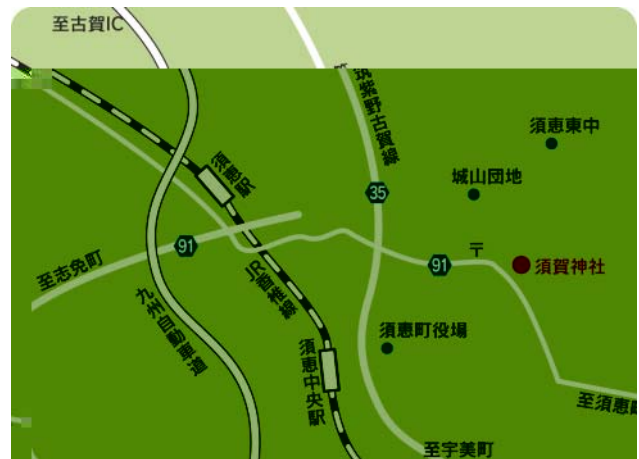 至古賀IC
筑紫野古賀線
須恵東中
須恵駅
城山団地
35
91
〒
至志免町
JR香椎線
91
須賀神社
九州自動車道
須恵町役場
須恵中央駅
至須恵
至宇美町